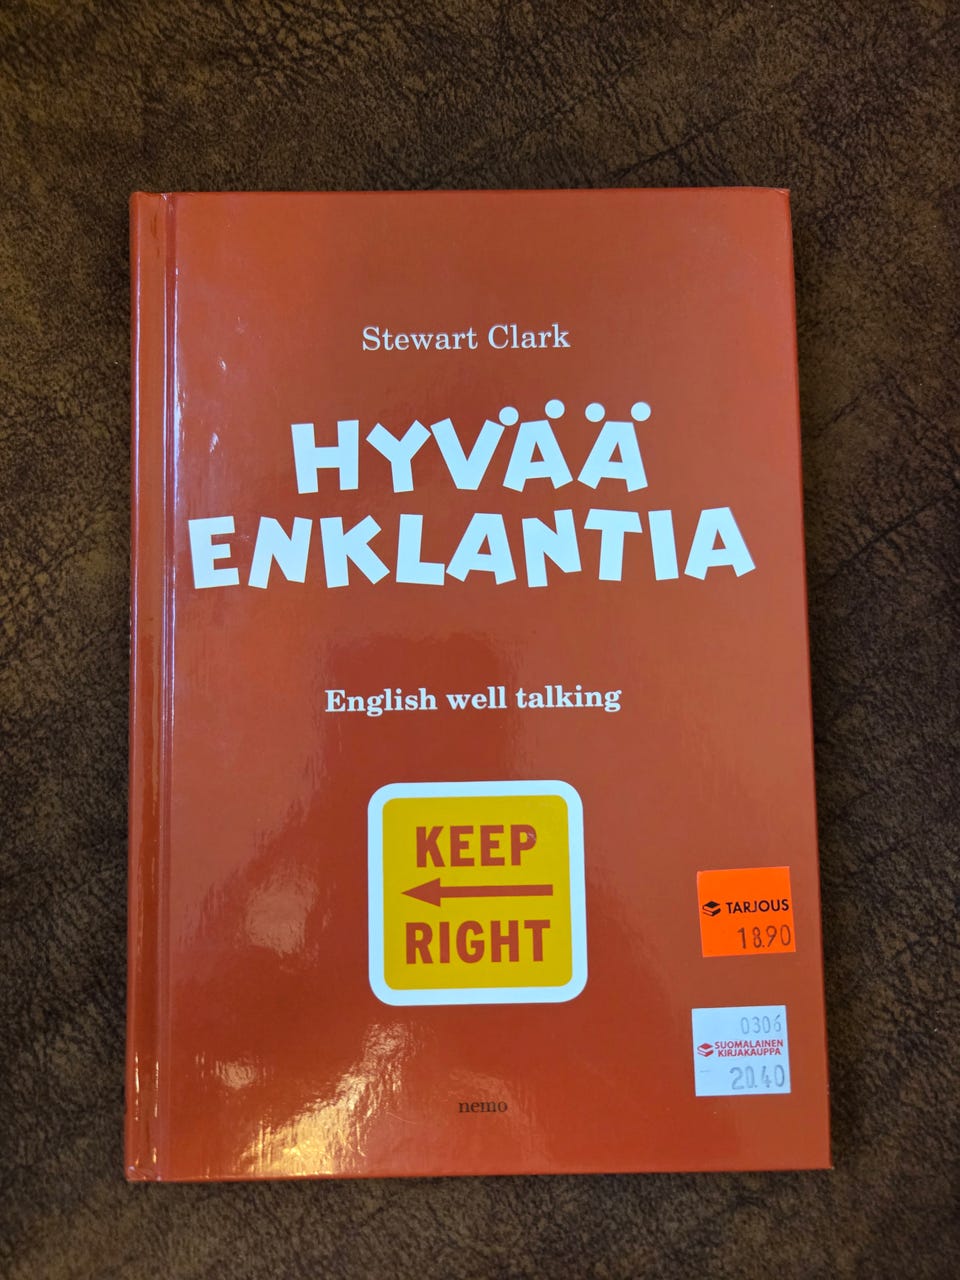 Stewart Clark
HYVÄÄ
ENKLANTIA
English well talking
KEEP
RIGHT
TARJOUS
18.90
0306
SUOMALAINEN
KIRJAKAUPPA
20.40
nemo